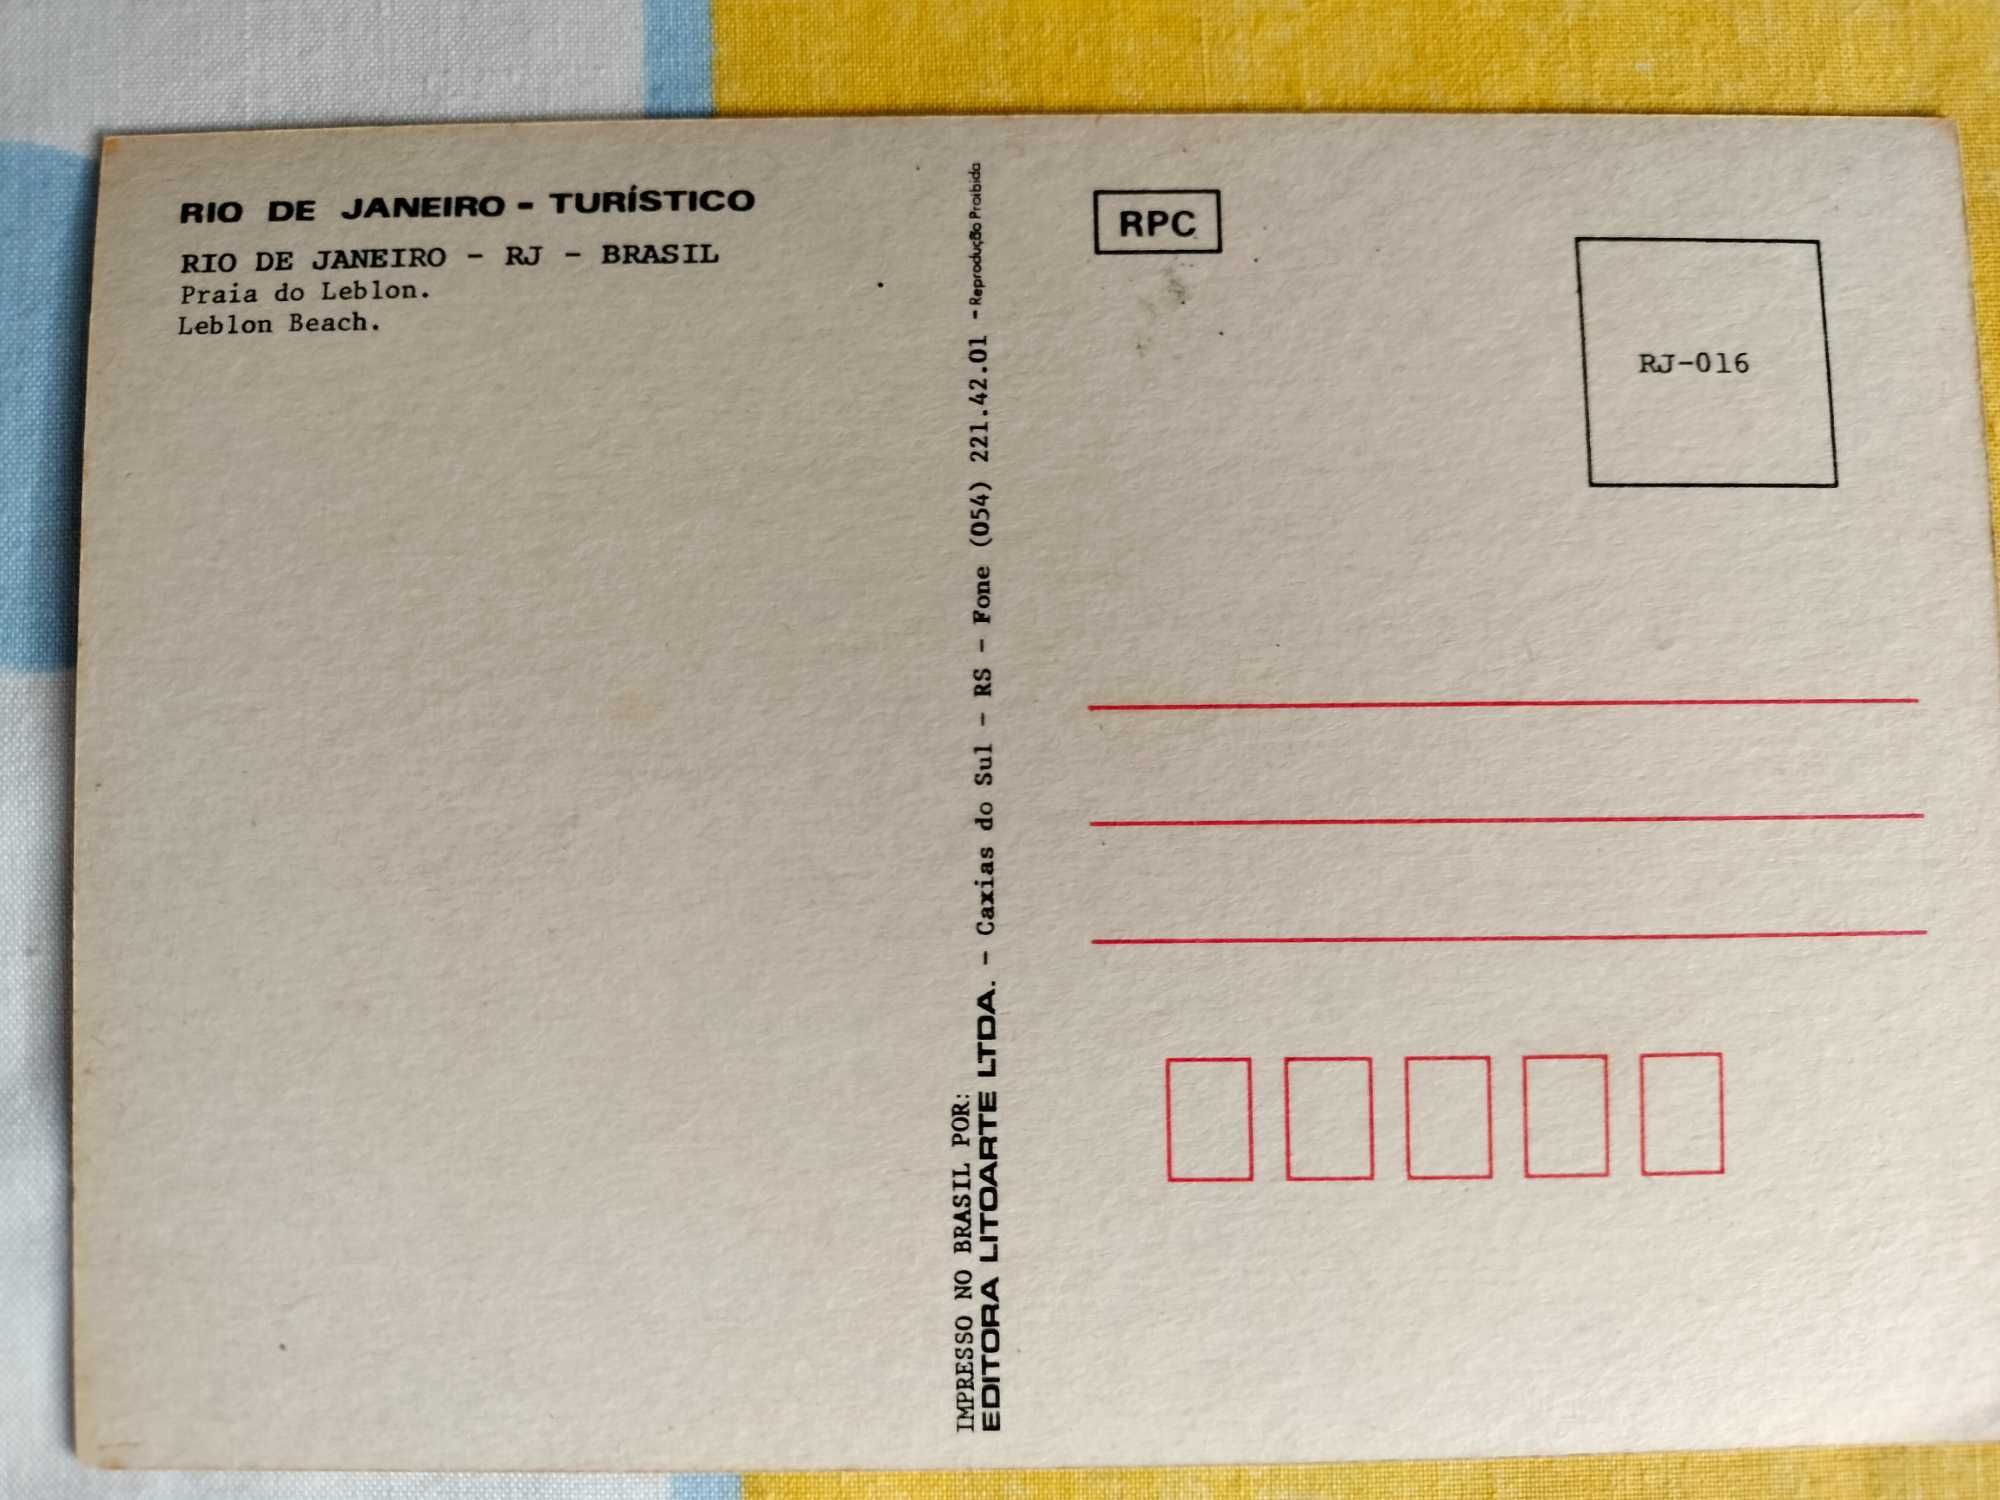 RIO DE JANEIRO - TURÍSTICO
RIO DE JANEIRO - RJ - BRASIL
Praia do Leblon.
Leblon Beach.
IMPRESSO NO BRASIL POR:
EDITORA LITOARTE LTDA. - Caxias do Sul - RS - Fone (054) 221.42.01 - Reprodução Proibida
RPC
RJ-016